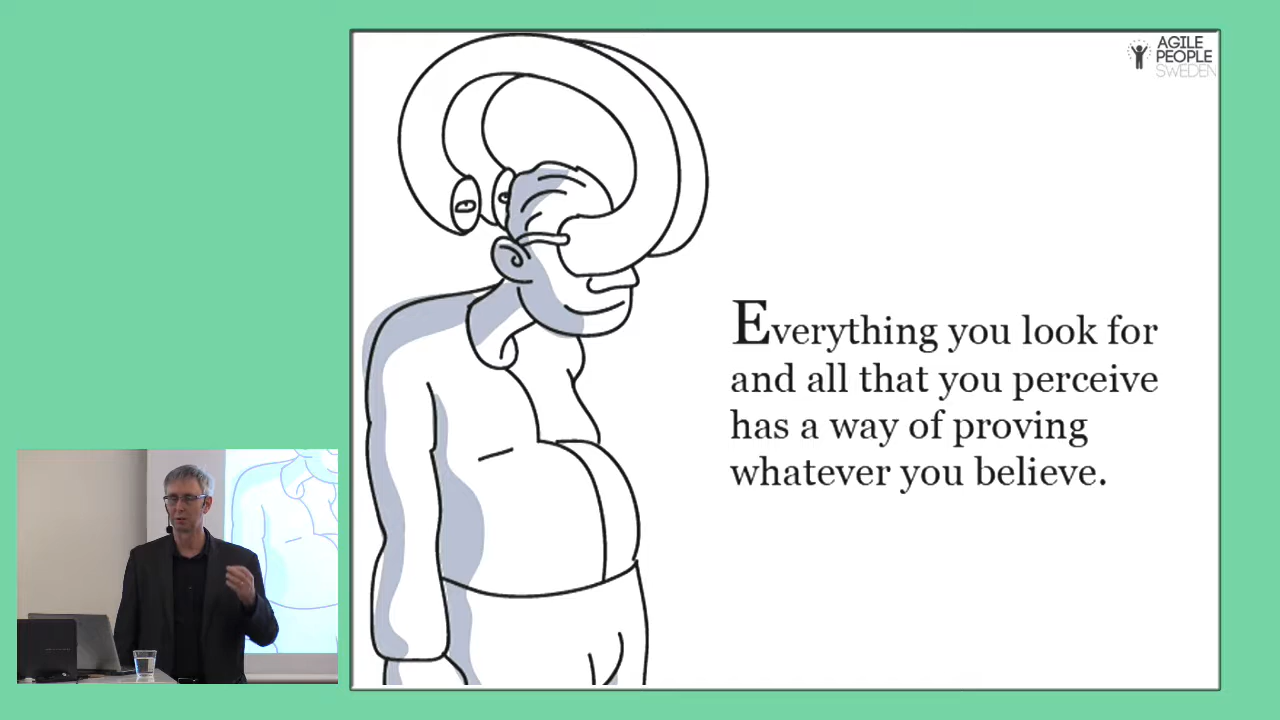 AGILE
PEOPLE
SWEDEN
Everything you look for
and all that you perceive
has a way of proving
whatever you believe.